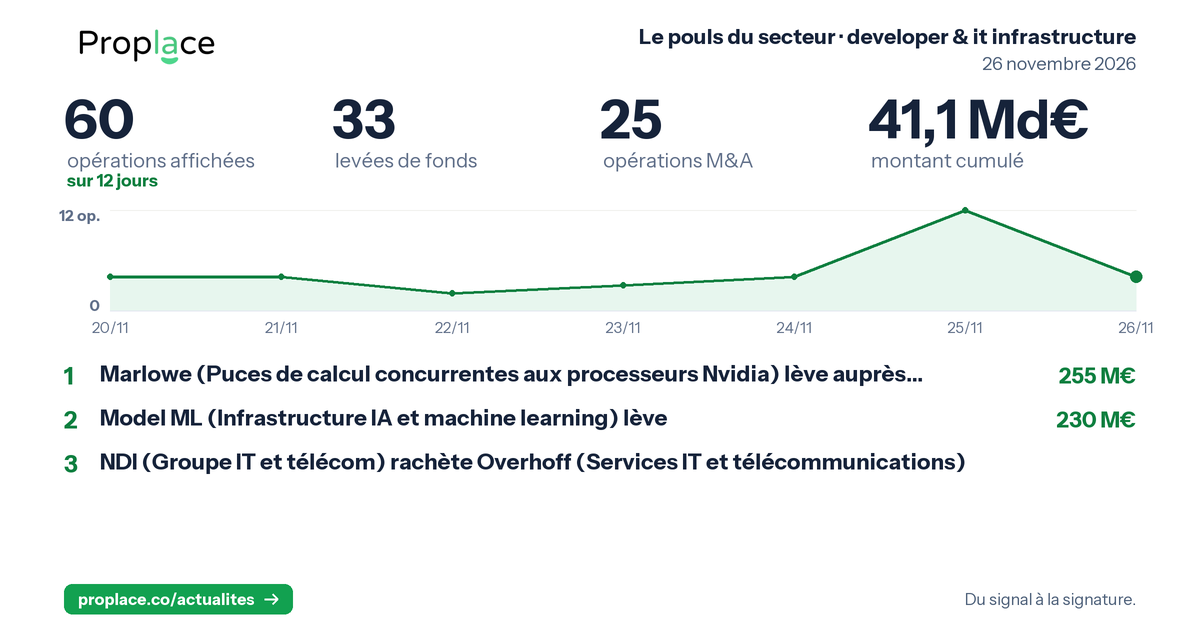 Proplace
Le pouls du secteur · developer & it infrastructure
26 novembre 2026
60
opérations affichées
sur 12 jours
33
levées de fonds
25
opérations M&A
41,1 Md€
montant cumulé
12 op.
0
20/11
21/11
22/11
23/11
24/11
25/11
26/11
1 Marlowe (Puces de calcul concurrentes aux processeurs Nvidia) lève auprès... 255 M€
2 Model ML (Infrastructure IA et machine learning) lève 230 M€
3 NDI (Groupe IT et télécom) rachète Overhoff (Services IT et télécommunications)
proplace.co/actualites →
Du signal à la signature.